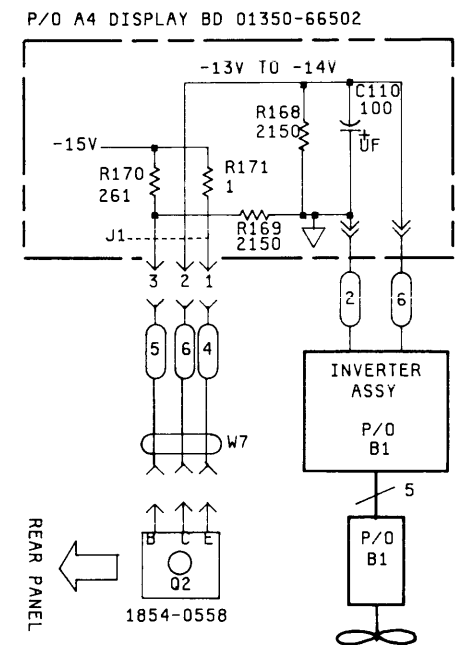 P/O A4 DISPLAY BD 01350-66502
-13V TO -14V
C110
100
UF
R168
2150
-15V
R170
261
R171
1
R169
2150
J1
3 2 1
2 6
5 6 4
INVERTER
ASSY
P/O
B1
W7
5
B C E
Q2
P/O
B1
REAR PANEL
1854-0558